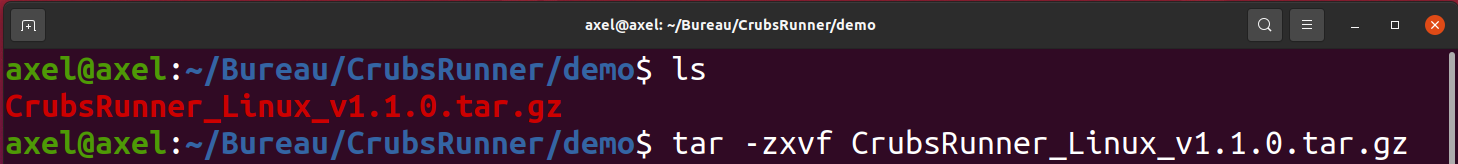 axel@axel: ~/Bureau/CrubsRunner/demo
axel@axel:~/Bureau/CrubsRunner/demo$ ls
CrubsRunner_Linux_v1.1.0.tar.gz
axel@axel:~/Bureau/CrubsRunner/demo$ tar -zxvf CrubsRunner_Linux_v1.1.0.tar.gz